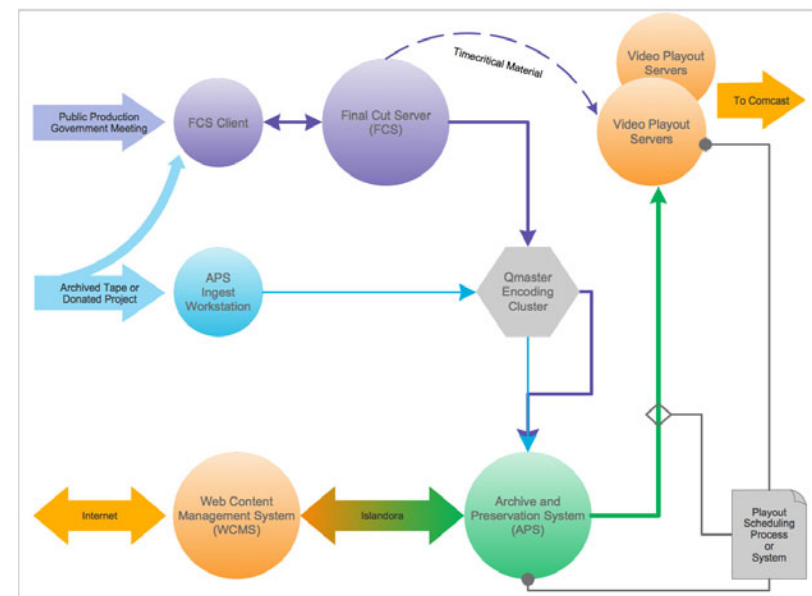 Timecritical Material
Video Playout
Servers
To Comcast
Public Production
Government Meeting
FCS Client
Final Cut Server
(FCS)
Video Playout
Servers
Archived Tape or
Donated Project
APS
Ingest
Workstation
Qmaster
Encoding
Cluster
Internet
Web Content
Management System
(WCMS)
Islandora
Archive and
Preservation System
(APS)
Playout
Scheduling
Process
or
System